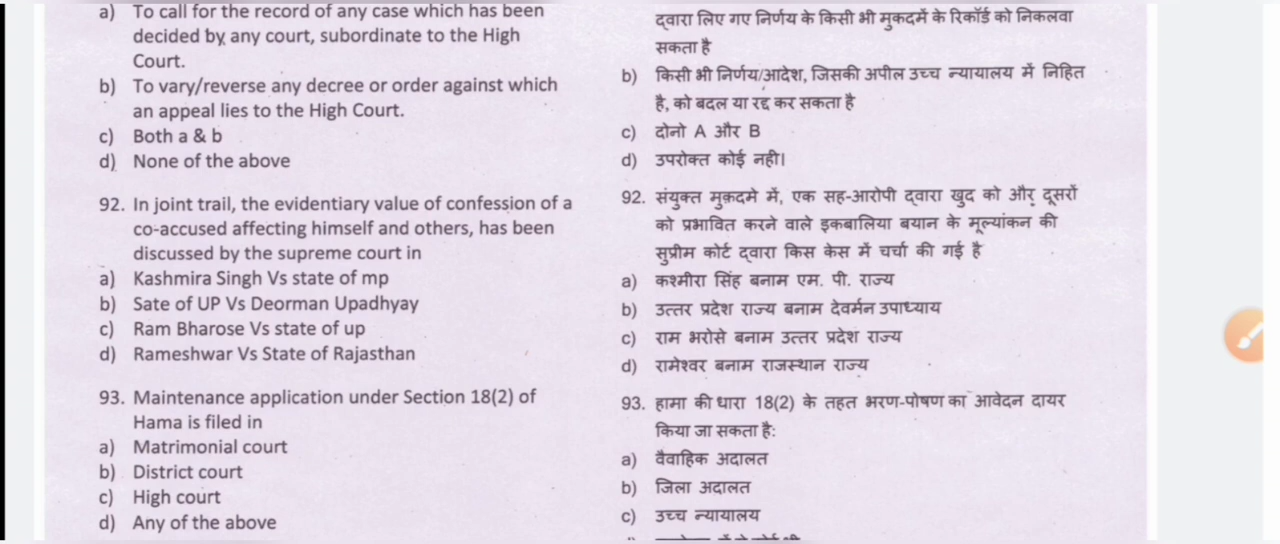 a) To call for the record of any case which has been
decided by any court, subordinate to the High
Court.
b) To vary/reverse any decree or order against which
an appeal lies to the High Court.
c) Both a & b
d) None of the above
92. In joint trail, the evidentiary value of confession of a
co-accused affecting himself and others, has been
discussed by the supreme court in
a) Kashmira Singh Vs state of mp
b) Sate of UP Vs Deorman Upadhyay
c) Ram Bharose Vs state of up
d) Rameshwar Vs State of Rajasthan
93. Maintenance application under Section 18(2) of
Hama is filed in
a) Matrimonial court
b) District court
c) High court
d) Any of the above
द्वारा लिए गए निर्णय के किसी भी मुकदमें के रिकॉर्ड को निकलवा
सकता है
b) किसी भी निर्णय/आदेश, जिसकी अपील उच्च न्यायालय में निहित
है, को बदल या रद्द कर सकता है
c) दोनो A और B
d) उपरोक्त कोई नही।
92. संयुक्त मुक़दमे में, एक सह-आरोपी द्वारा खुद को और दूसरों
को प्रभावित करने वाले इकबालिया बयान के मूल्यांकन की
सुप्रीम कोर्ट द्वारा किस केस में चर्चा की गई है
a) कश्मीरा सिंह बनाम एम. पी. राज्य
b) उत्तर प्रदेश राज्य बनाम देवर्मन उपाध्याय
c) राम भरोसे बनाम उत्तर प्रदेश राज्य
d) रामेश्वर बनाम राजस्थान राज्य
93. हामा की धारा 18(2) के तहत भरण-पोषण का आवेदन दायर
किया जा सकता है:
a) वैवाहिक अदालत
b) जिला अदालत
c) उच्च न्यायालय